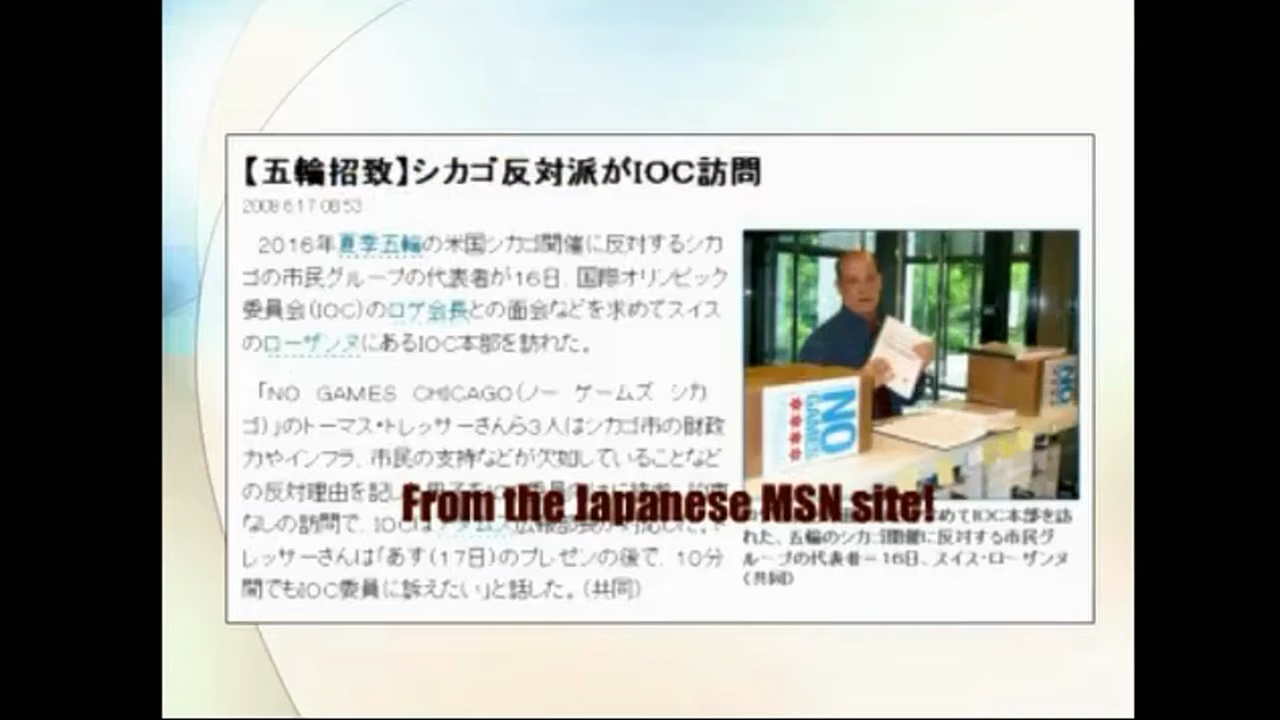 【五輪招致】シカゴ反対派がIOC訪問
2009 6 17 08:53
2016年夏季五輪の米国シカゴ開催に反対するシカ
ゴの市民グループの代表者が16日、国際オリンピック
委員会(IOC)のロゲ会長との面会などを求めてスイス
のローザンヌにあるIOC本部を訪れた。
「NO GAMES CHICAGO(ノー ゲームズ シカ
ゴ)」のトーマス・トレッサーさんら3人はシカゴ市の財政
力やインフラ、市民の支持などが欠如していることなど
の反対理由を記し
From the Japanese MSN site!
なしの訪問で、IOCは
レッサーさんは「あす(17日)のプレゼンの後で、10分
間でもIOC委員に訴えたい」と話した。(共同)
NO
GAMES
NO
めてIOC本部を訪
れた、五輪のシカゴ開催に反対する市民グ
ループの代表者=16日、スイス・ローザンヌ
(共同)